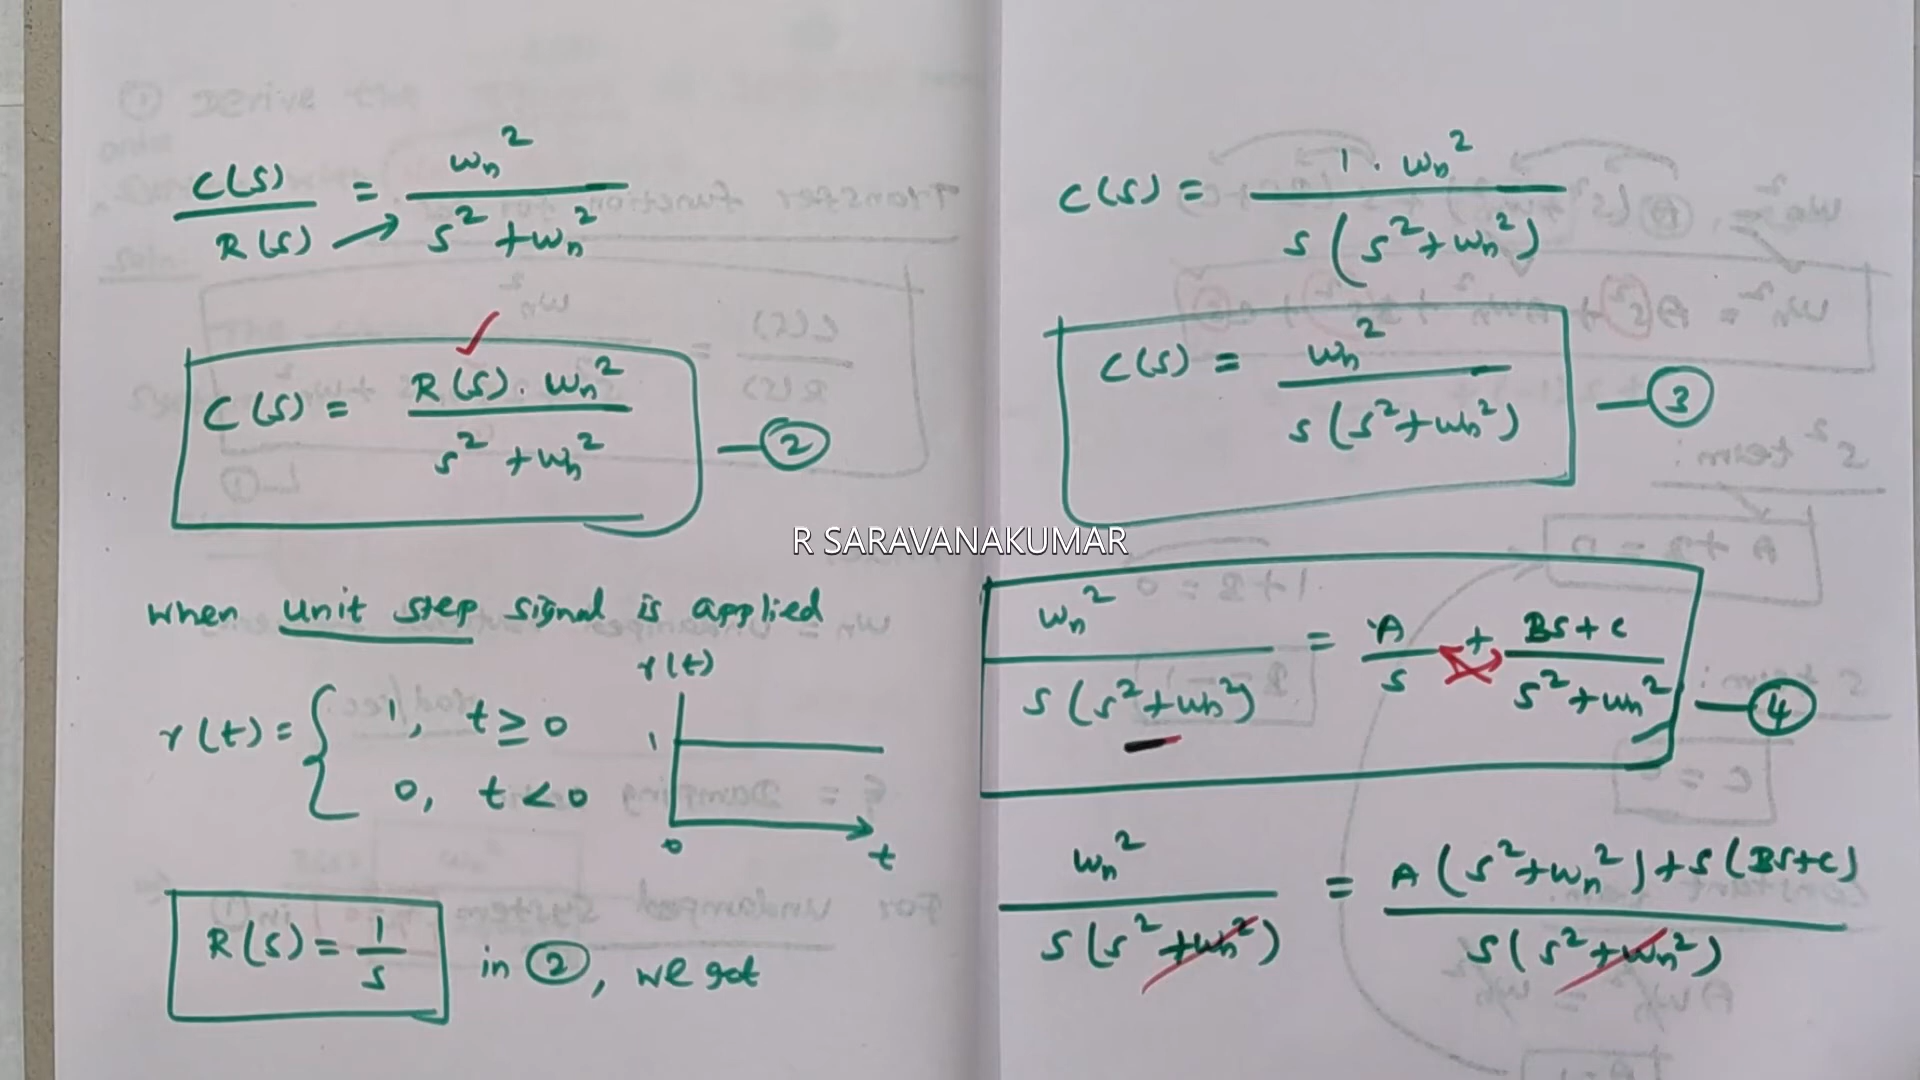 C(S)/R(S) = ωn²/(s²+ωn²)
C(S) = R(S).ωn²/(s²+ωn²) —②
when unit step signal is applied
r(t) = { 1, t≥0
0, t<0
r(t)
1
0
t
R(S) = 1/s in ②, we get
C(S) = 1.ωn²/(s(s²+ωn²))
C(S) = ωn²/(s(s²+ωn²)) —③
R SARAVANAKUMAR
ωn²/(s(s²+ωn²)) = A/s + (Bs+C)/(s²+ωn²) —④
ωn²/(s(s²+ωn²)) = (A(s²+ωn²)+s(Bs+C))/(s(s²+ωn²))